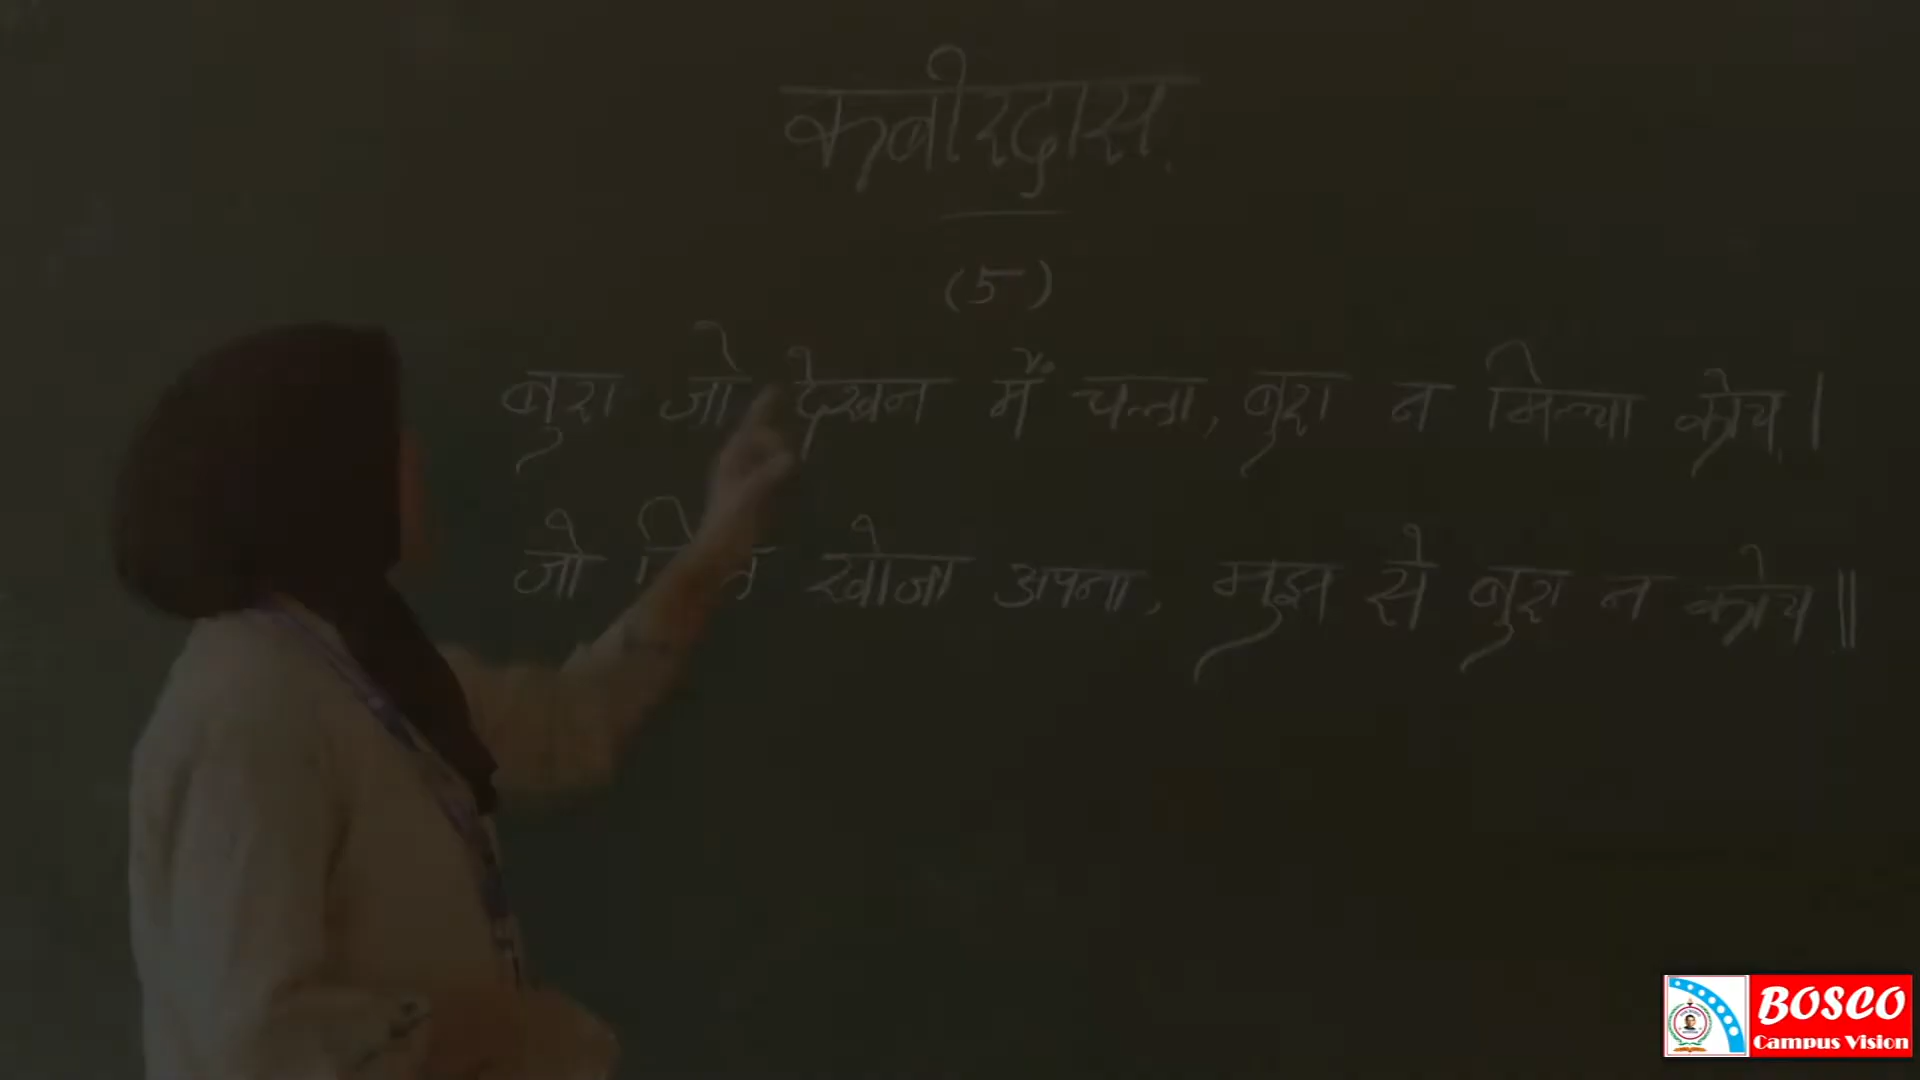 कबीरदास.
(5)
बुरा जो देखन में चला, बुरा न मिल्या कोय।
जो खोजा अपना, मुझ से बुरा न कोय॥
BOSCO
Campus Vision